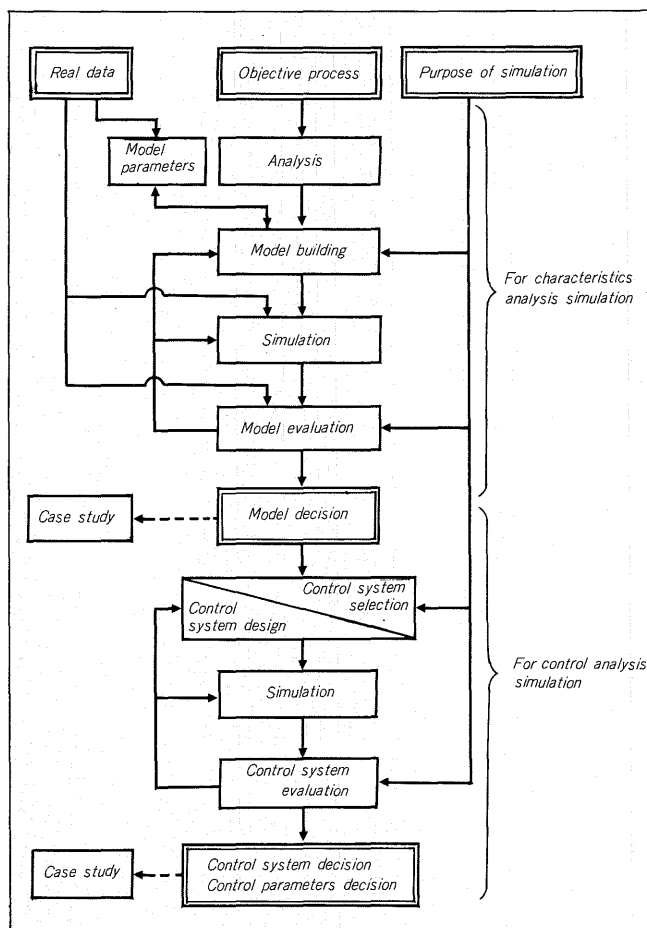 Real data
Objective process
Purpose of simulation
Model
parameters
Analysis
Model building
For characteristics
analysis simulation
Simulation
Model evaluation
Case study
Model decision
Control system
selection
Control
system design
For control analysis
simulation
Simulation
Control system
evaluation
Case study
Control system decision
Control parameters decision